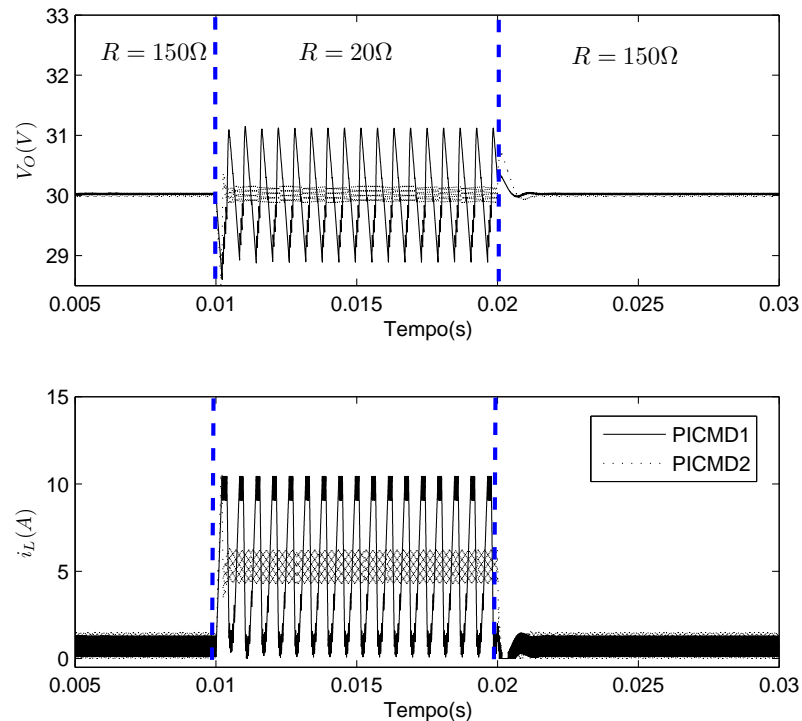 33
32
31
30
29
V_O(V)
R = 150Ω
R = 20Ω
R = 150Ω
0.005 0.01 0.015 0.02 0.025 0.03
Tempo(s)
15
10
5
0
i_L(A)
PICMD1
PICMD2
0.005 0.01 0.015 0.02 0.025 0.03
Tempo(s)